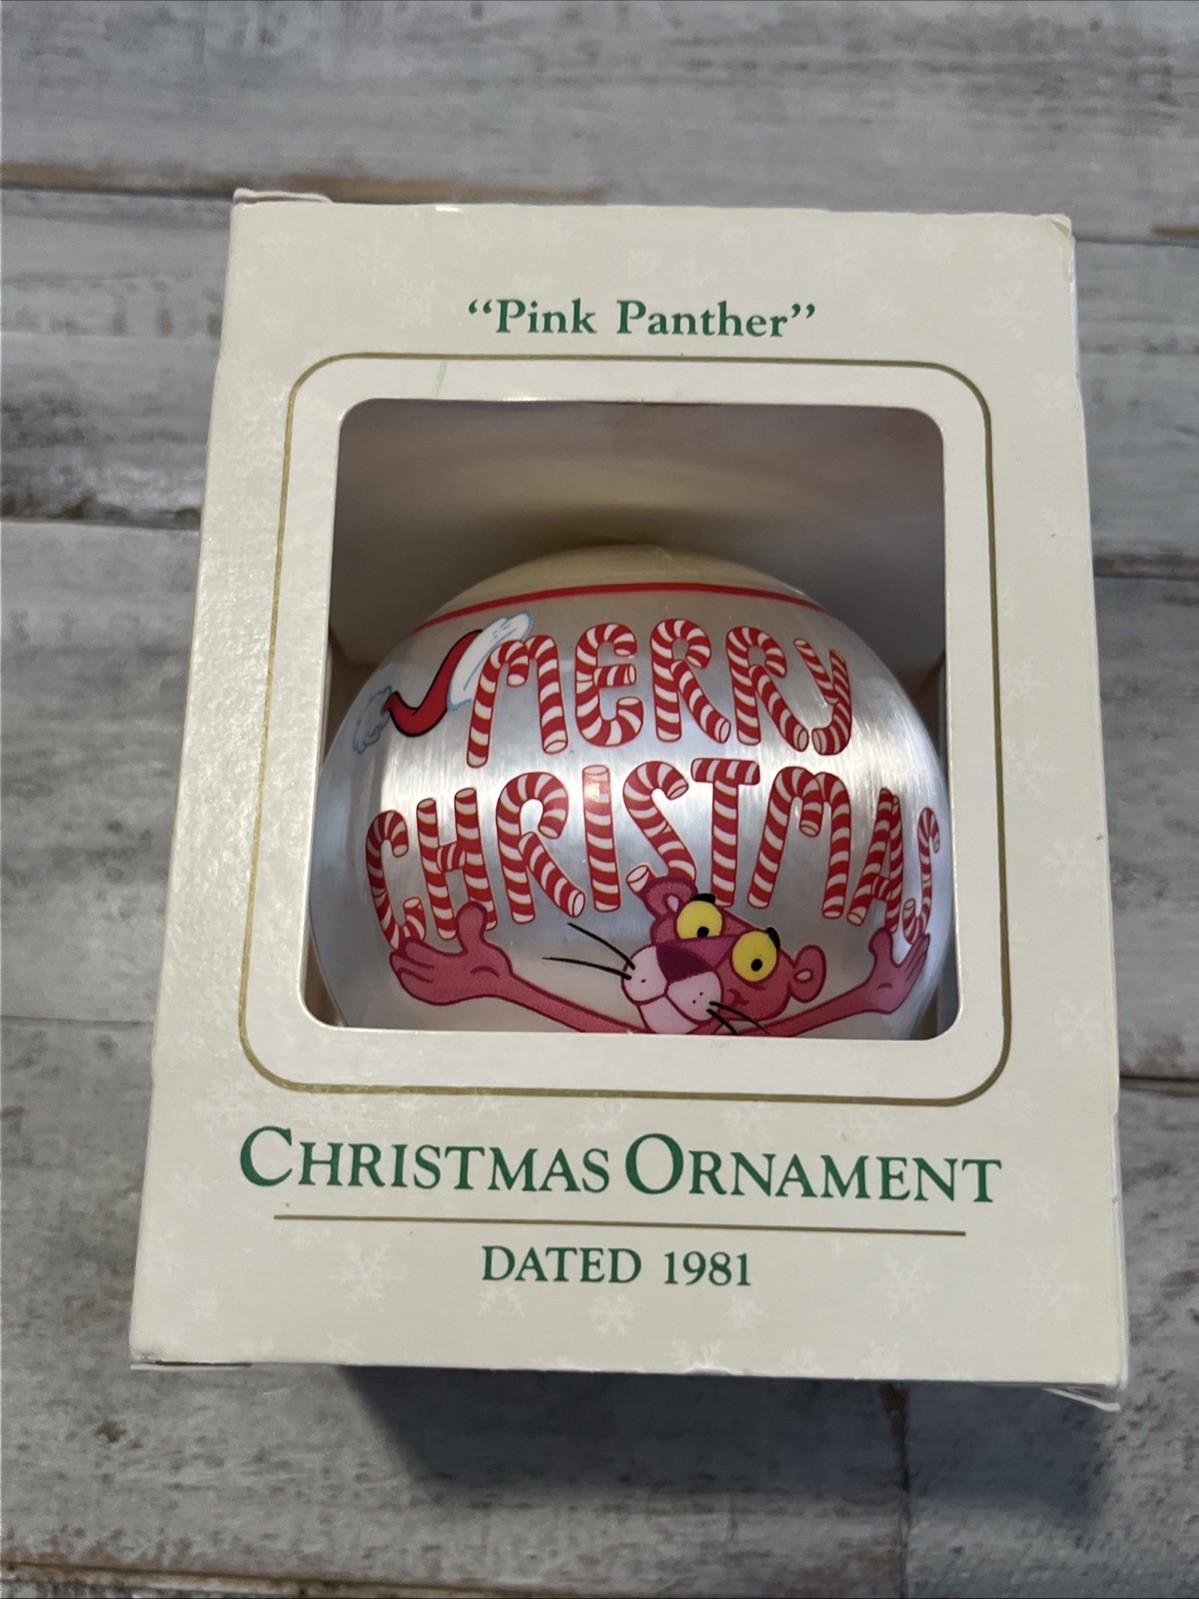 “Pink Panther”
MERRY
CHRISTMAS
CHRISTMAS ORNAMENT
DATED 1981